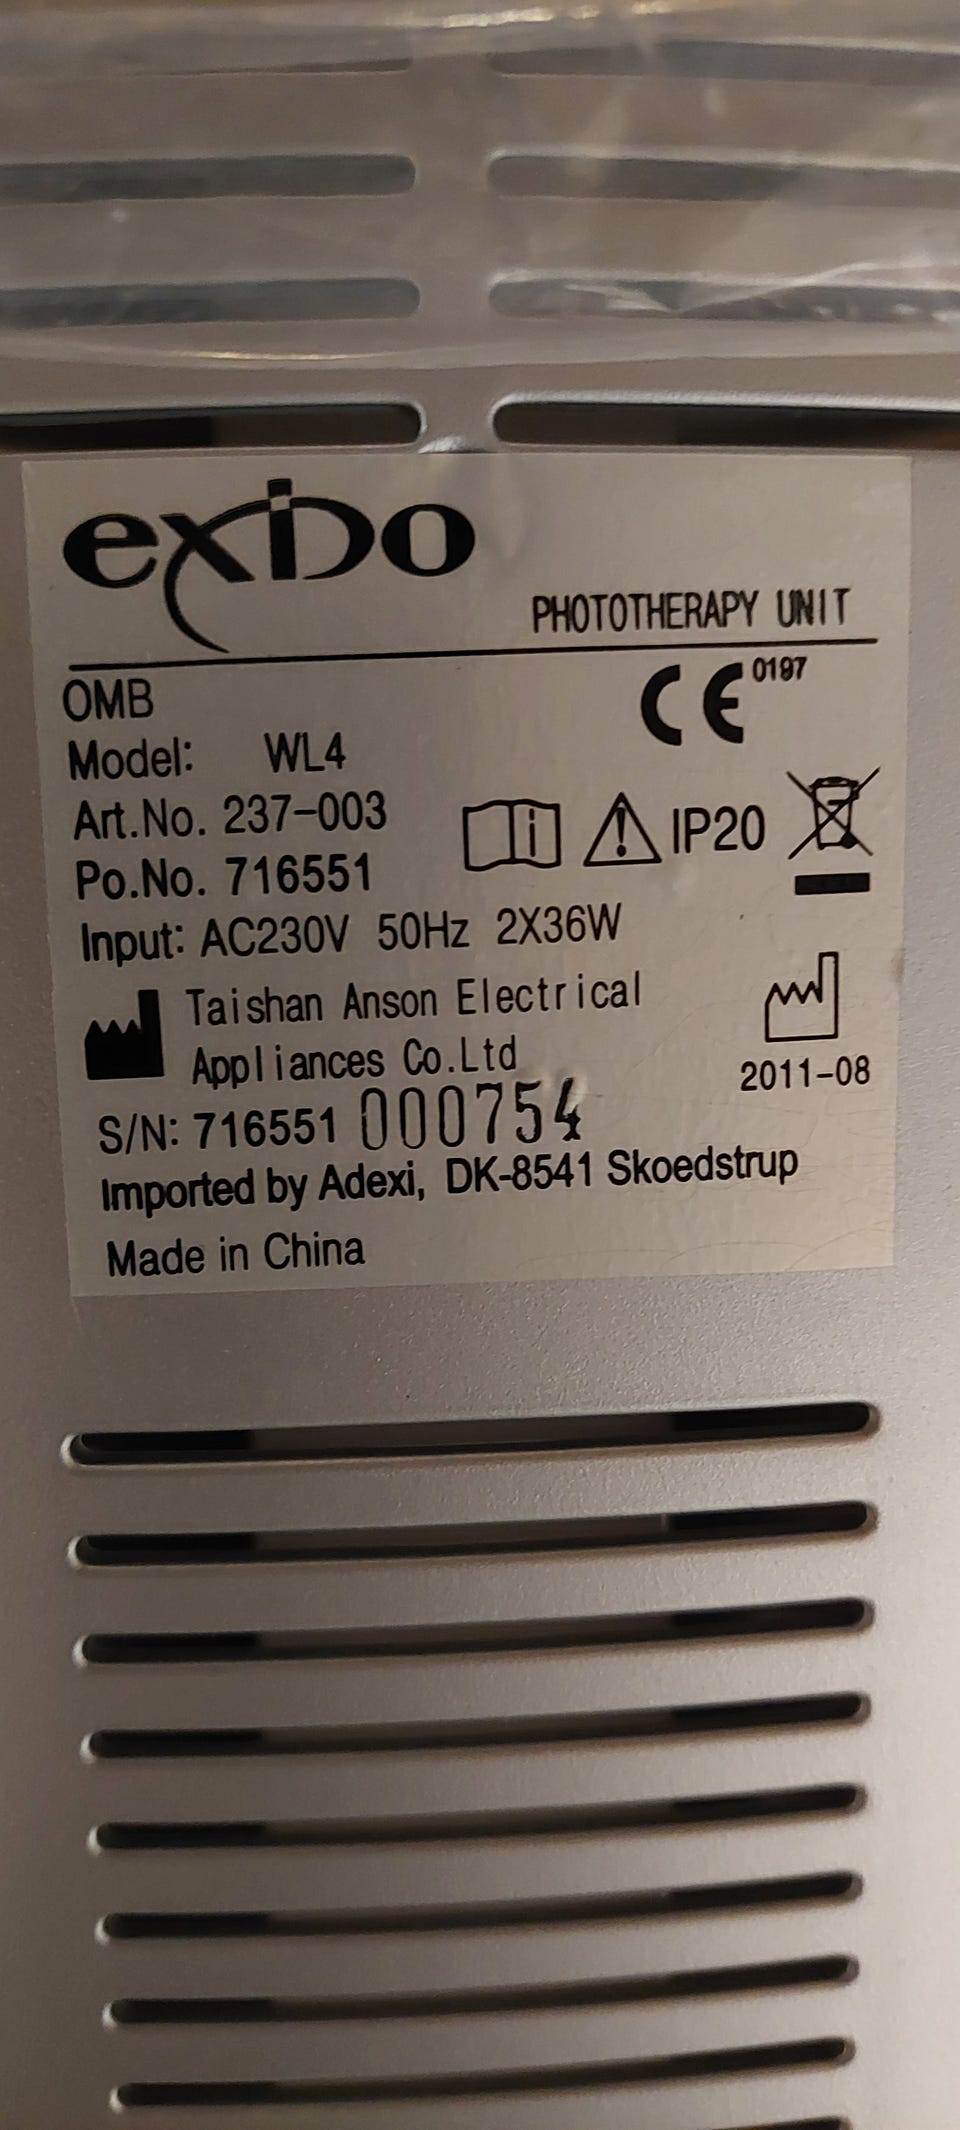 exido
PHOTOTHERAPY UNIT
OMB
CE 0197
Model: WL4
Art.No. 237-003
IP20
Po.No. 716551
Input: AC230V 50Hz 2X36W
Taishan Anson Electrical
Appliances Co.Ltd
2011-08
S/N: 716551 000754
Imported by Adexi, DK-8541 Skoedstrup
Made in China